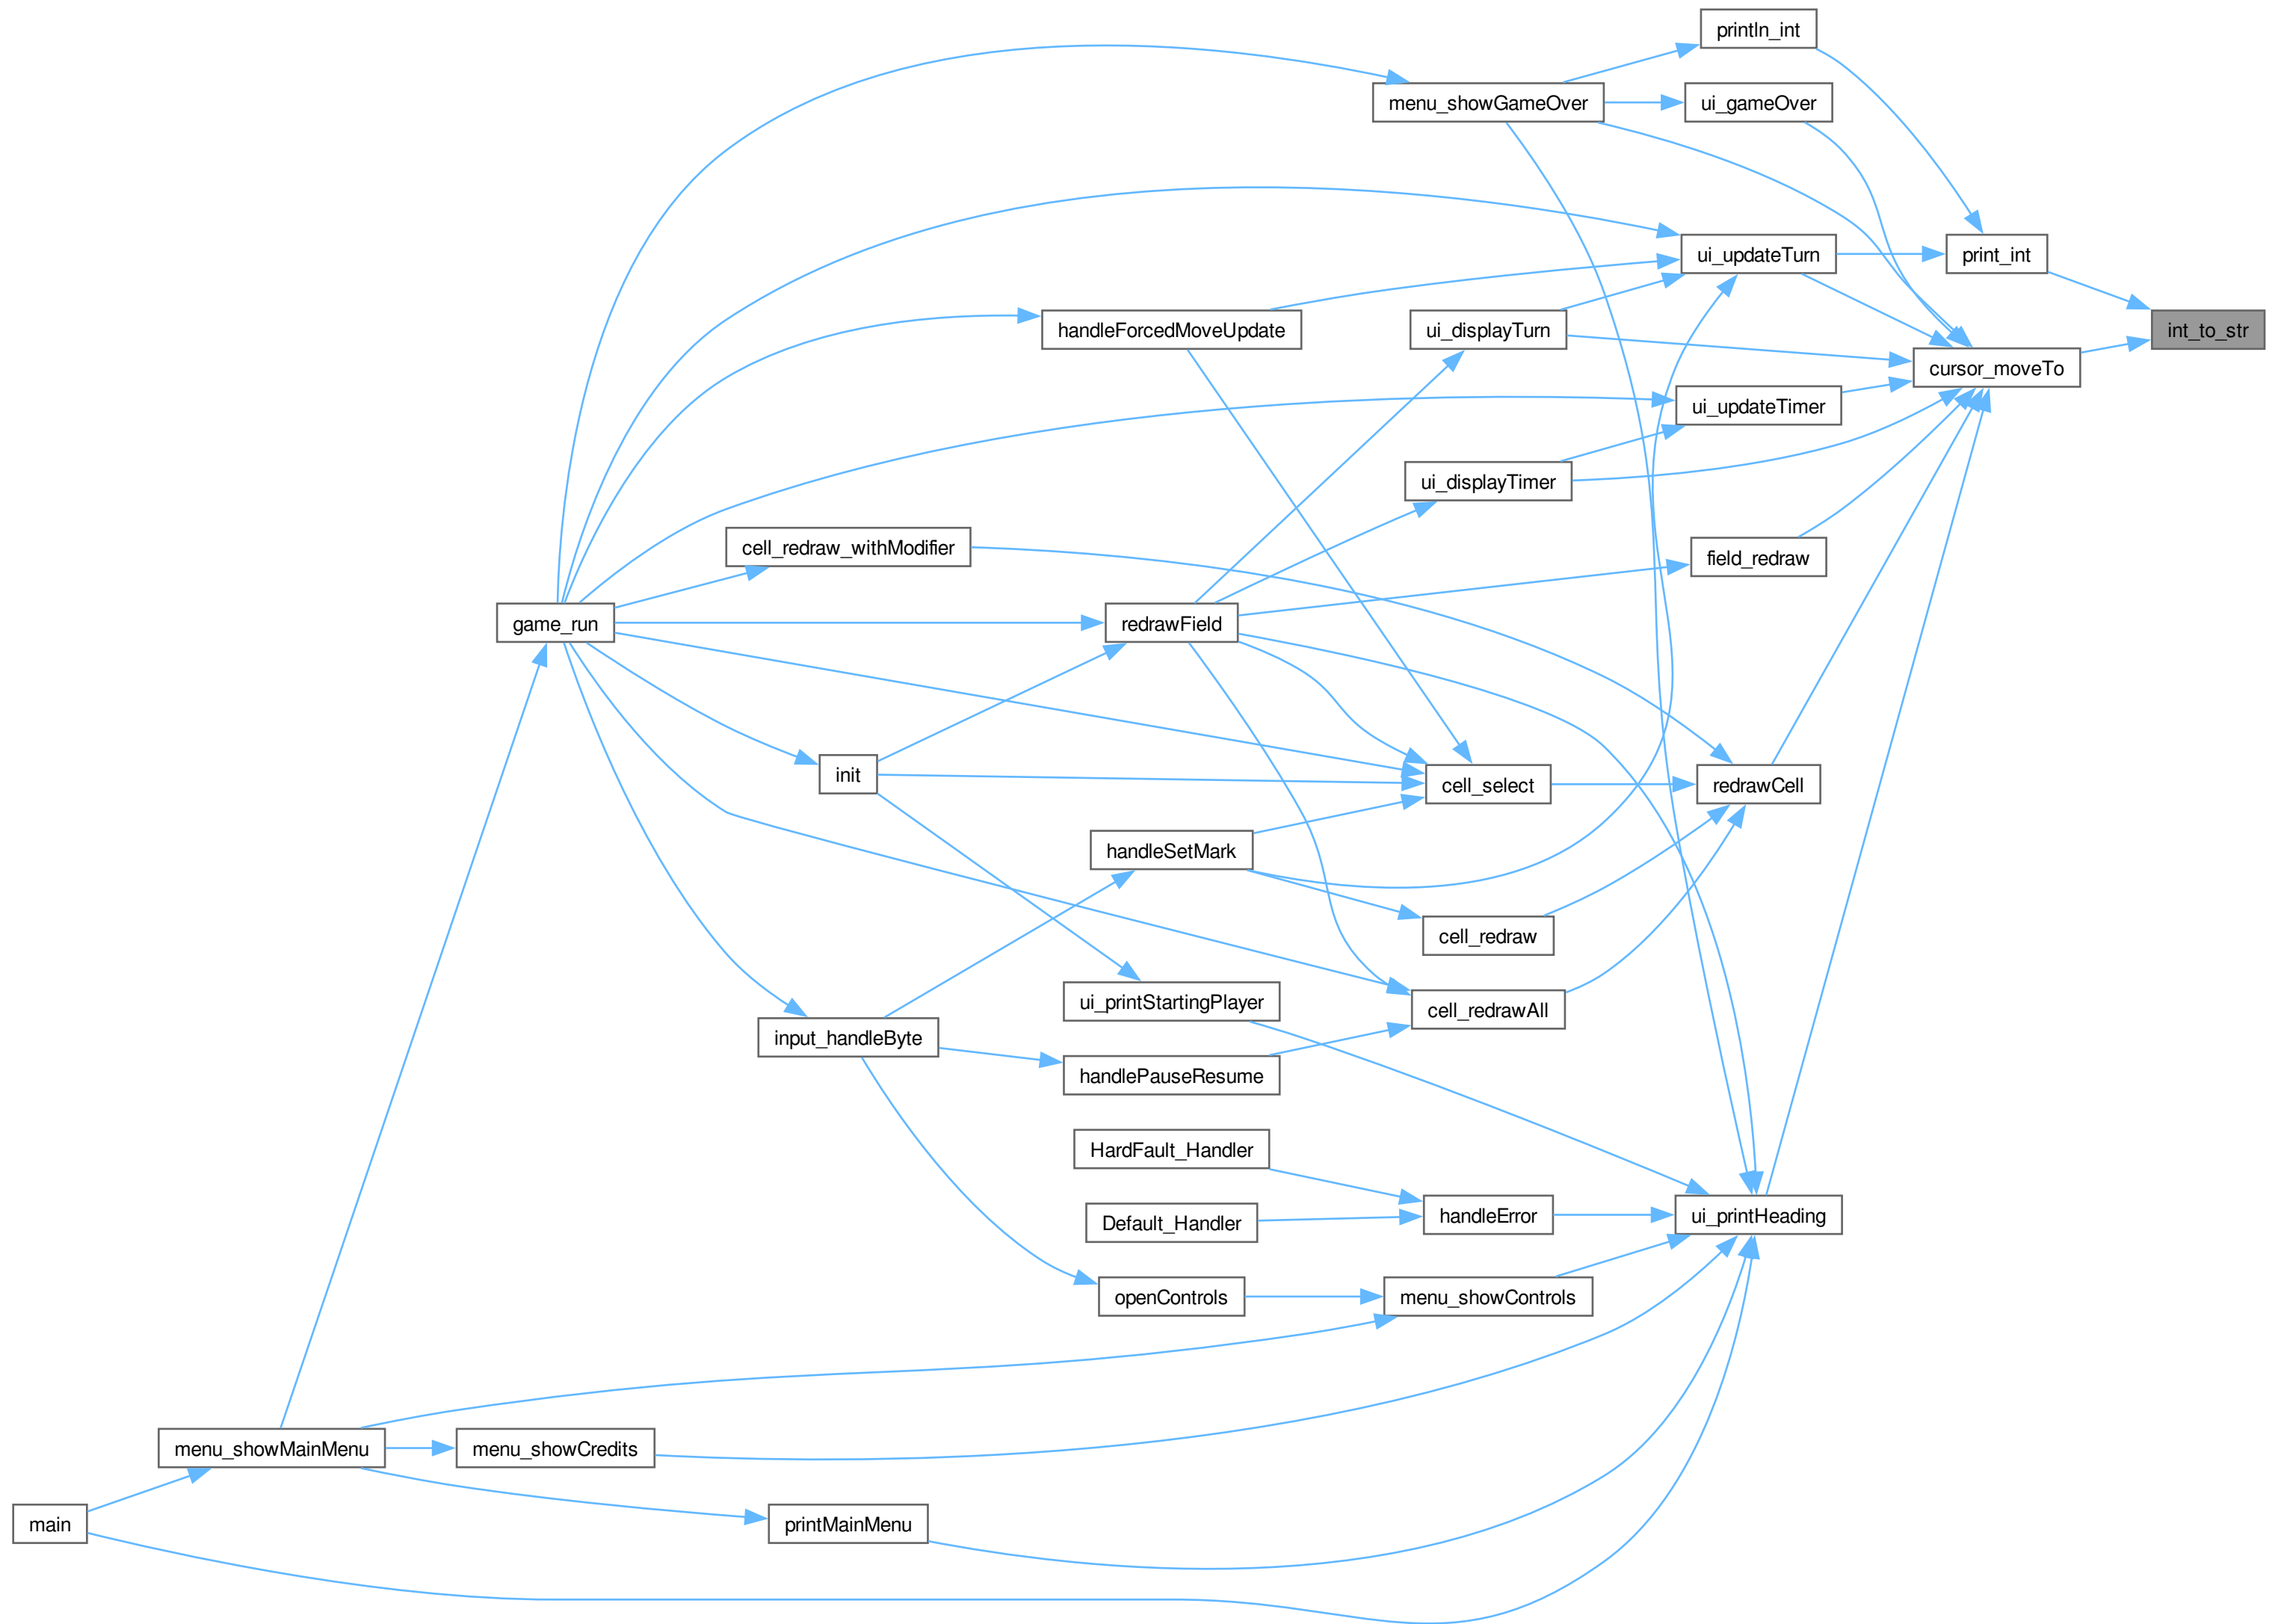 println_int
menu_showGameOver
ui_gameOver
ui_updateTurn
print_int
handleForcedMoveUpdate
ui_displayTurn
int_to_str
cursor_moveTo
ui_updateTimer
ui_displayTimer
cell_redraw_withModifier
field_redraw
game_run
redrawField
init
cell_select
redrawCell
handleSetMark
cell_redraw
ui_printStartingPlayer
cell_redrawAll
input_handleByte
handlePauseResume
HardFault_Handler
Default_Handler
handleError
ui_printHeading
openControls
menu_showControls
menu_showMainMenu
menu_showCredits
main
printMainMenu